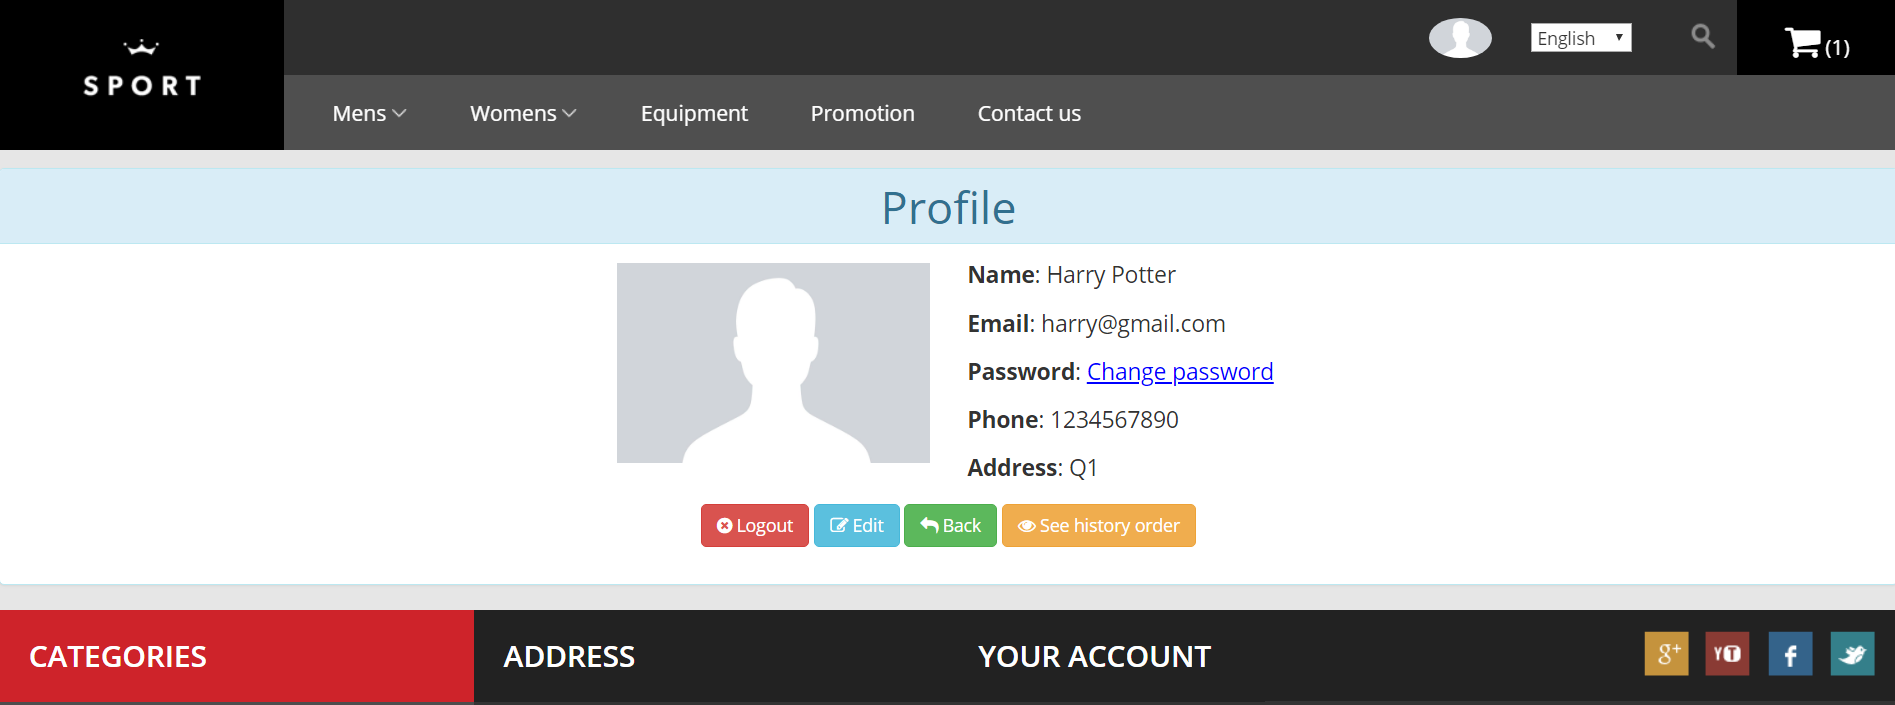 SPORT
English
(1)
Mens
Womens
Equipment
Promotion
Contact us
Profile
Name: Harry Potter
Email: harry@gmail.com
Password: Change password
Phone: 1234567890
Address: Q1
Logout
Edit
Back
See history order
CATEGORIES
ADDRESS
YOUR ACCOUNT
g+
YT
f